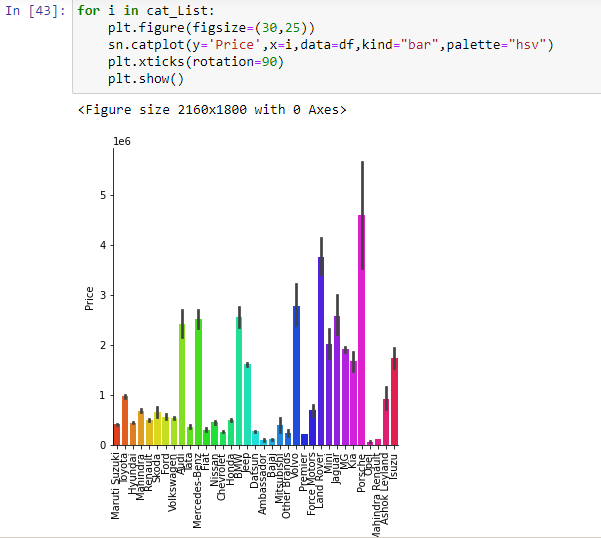 In [43]: for i in cat_List:
plt.figure(figsize=(30,25))
sn.catplot(y='Price',x=i,data=df,kind="bar",palette="hsv")
plt.xticks(rotation=90)
plt.show()
<Figure size 2160x1800 with 0 Axes>
1e6
5
4
3
2
1
0
Price
Maruti Suzuki
Toyota
Hyundai
Mahindra
Renault
Skoda
Ford
Volkswagen
Audi
Tata
Mercedes-Benz
Fiat
Nissan
Chevrolet
Honda
BMW
Jeep
Datsun
Ambassador
Bajaj
Mitsubishi
Other Brands
Volvo
Premier
Force Motors
Land Rover
Mini
Jaguar
MG
Kia
Porsche
Opel
Mahindra Renault
Ashok Leyland
Isuzu